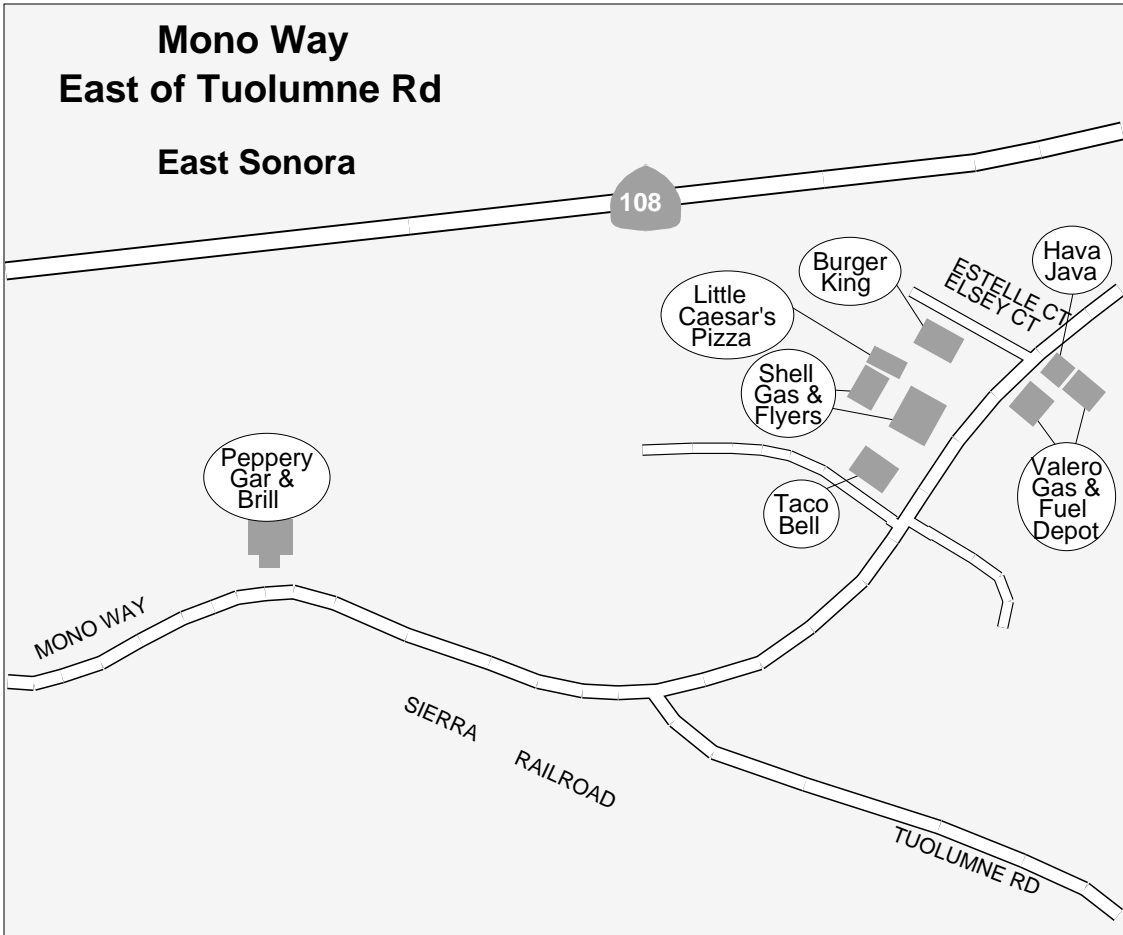 Mono Way
East of Tuolumne Rd
East Sonora
108
Hava
Java
Burger
King
ESTELLE CT
ELSEY CT
Little
Caesar's
Pizza
Shell
Gas &
Flyers
Peppery
Gar &
Brill
Valero
Gas &
Fuel
Depot
Taco
Bell
MONO WAY
SIERRA
RAILROAD
TUOLUMNE RD